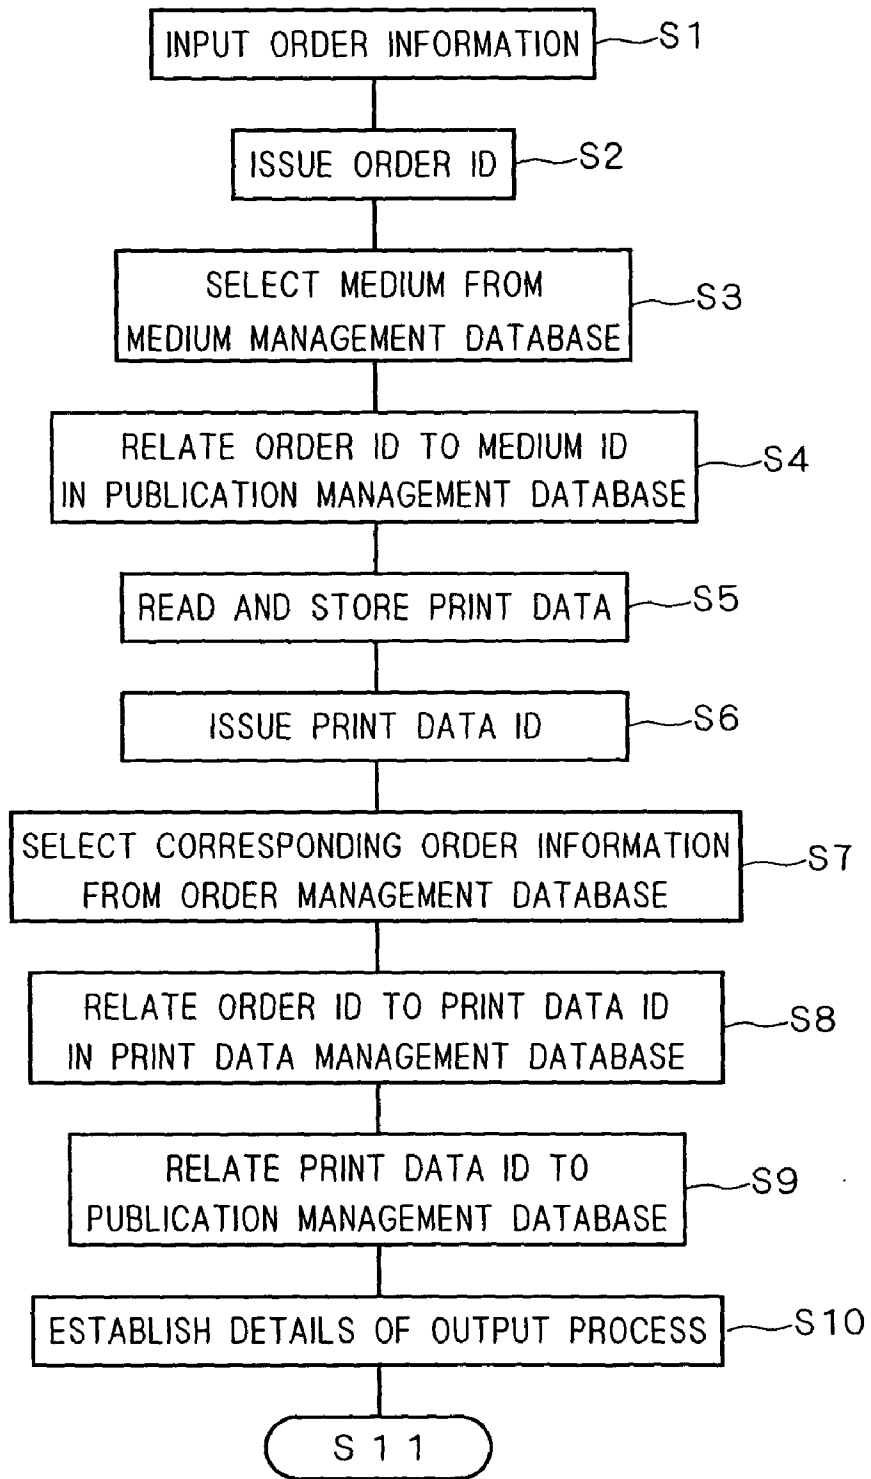 INPUT ORDER INFORMATION
S1
ISSUE ORDER ID
S2
SELECT MEDIUM FROM
MEDIUM MANAGEMENT DATABASE
S3
RELATE ORDER ID TO MEDIUM ID
IN PUBLICATION MANAGEMENT DATABASE
S4
READ AND STORE PRINT DATA
S5
ISSUE PRINT DATA ID
S6
SELECT CORRESPONDING ORDER INFORMATION
FROM ORDER MANAGEMENT DATABASE
S7
RELATE ORDER ID TO PRINT DATA ID
IN PRINT DATA MANAGEMENT DATABASE
S8
RELATE PRINT DATA ID TO
PUBLICATION MANAGEMENT DATABASE
S9
ESTABLISH DETAILS OF OUTPUT PROCESS
S10
S11